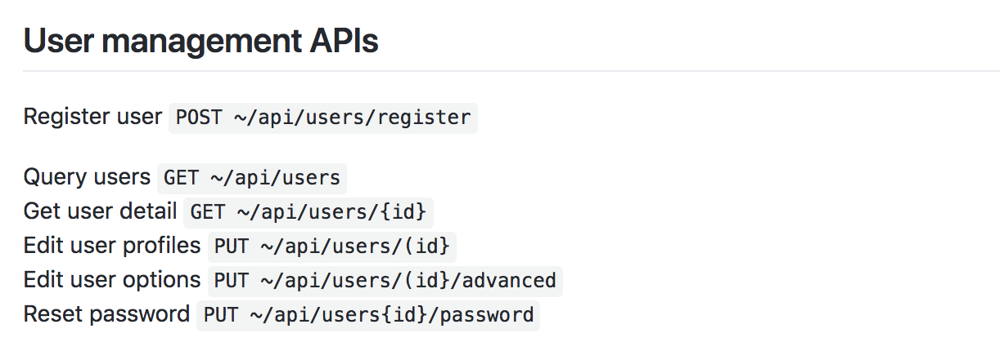 User management APIs
Register user POST ~/api/users/register
Query users GET ~/api/users
Get user detail GET ~/api/users/{id}
Edit user profiles PUT ~/api/users/(id}
Edit user options PUT ~/api/users/(id}/advanced
Reset password PUT ~/api/users{id}/password